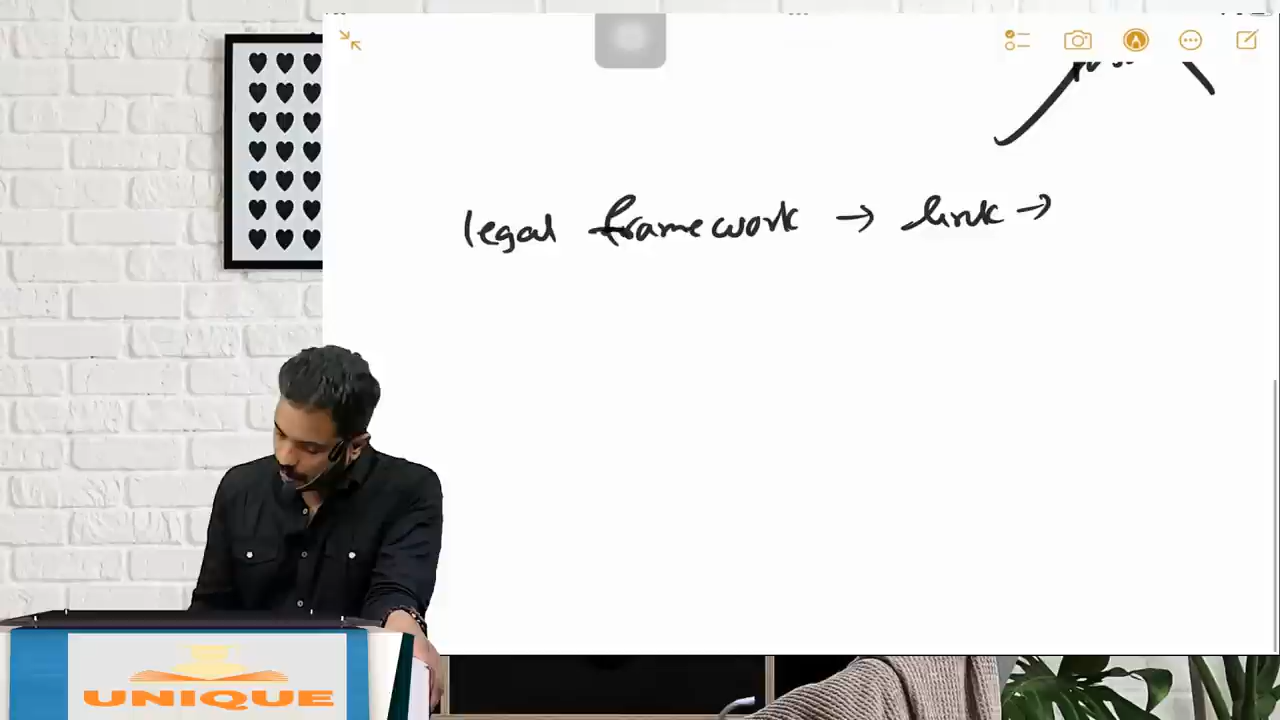 legal framework → link →
UNIQUE